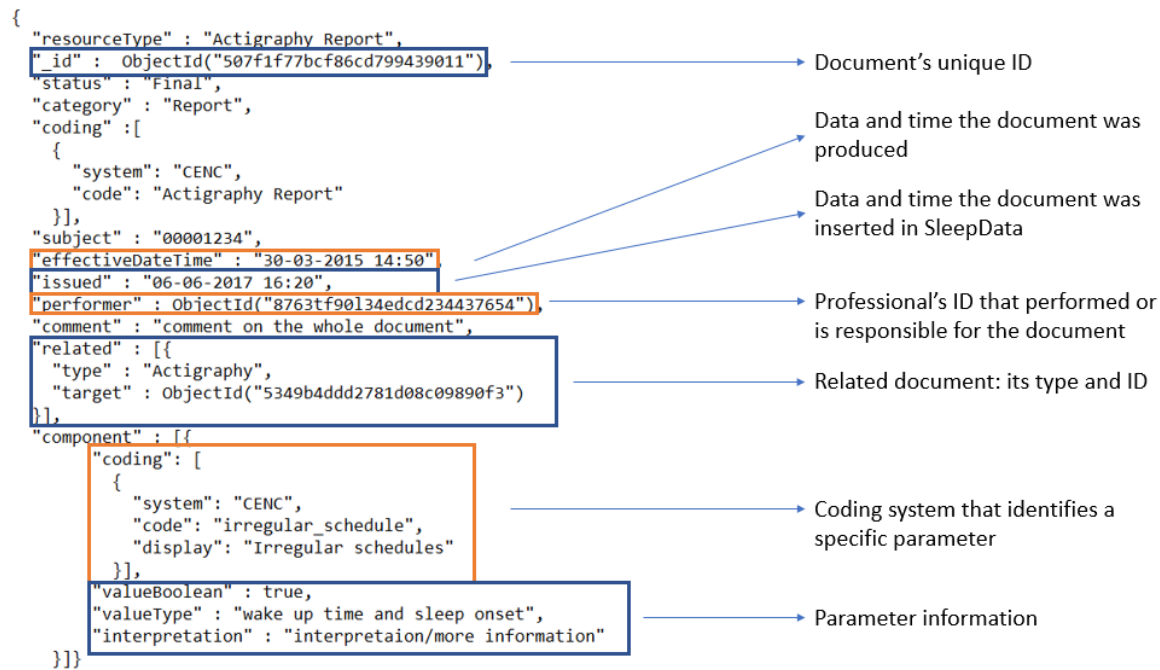 {
"resourceType" : "Actigraphy Report",
"_id" : ObjectId("507f1f77bcf86cd799439011"),
"status" : "Final",
"category" : "Report",
"coding" :[
{
"system": "CENC",
"code": "Actigraphy Report"
}],
"subject" : "00001234",
"effectiveDateTime" : "30-03-2015 14:50",
"issued" : "06-06-2017 16:20",
"performer" : ObjectId("8763tf90l34edcd234437654"),
"comment" : "comment on the whole document",
"related" : [{
"type" : "Actigraphy",
"target" : ObjectId("5349b4ddd2781d08c09890f3")
}],
"component" : [{
"coding": [
{
"system": "CENC",
"code": "irregular_schedule",
"display": "Irregular schedules"
}],
"valueBoolean" : true,
"valueType" : "wake up time and sleep onset",
"interpretation" : "interpretaion/more information"
}]}
Document's unique ID
Data and time the document was
produced
Data and time the document was
inserted in SleepData
Professional's ID that performed or
is responsible for the document
Related document: its type and ID
Coding system that identifies a
specific parameter
Parameter information